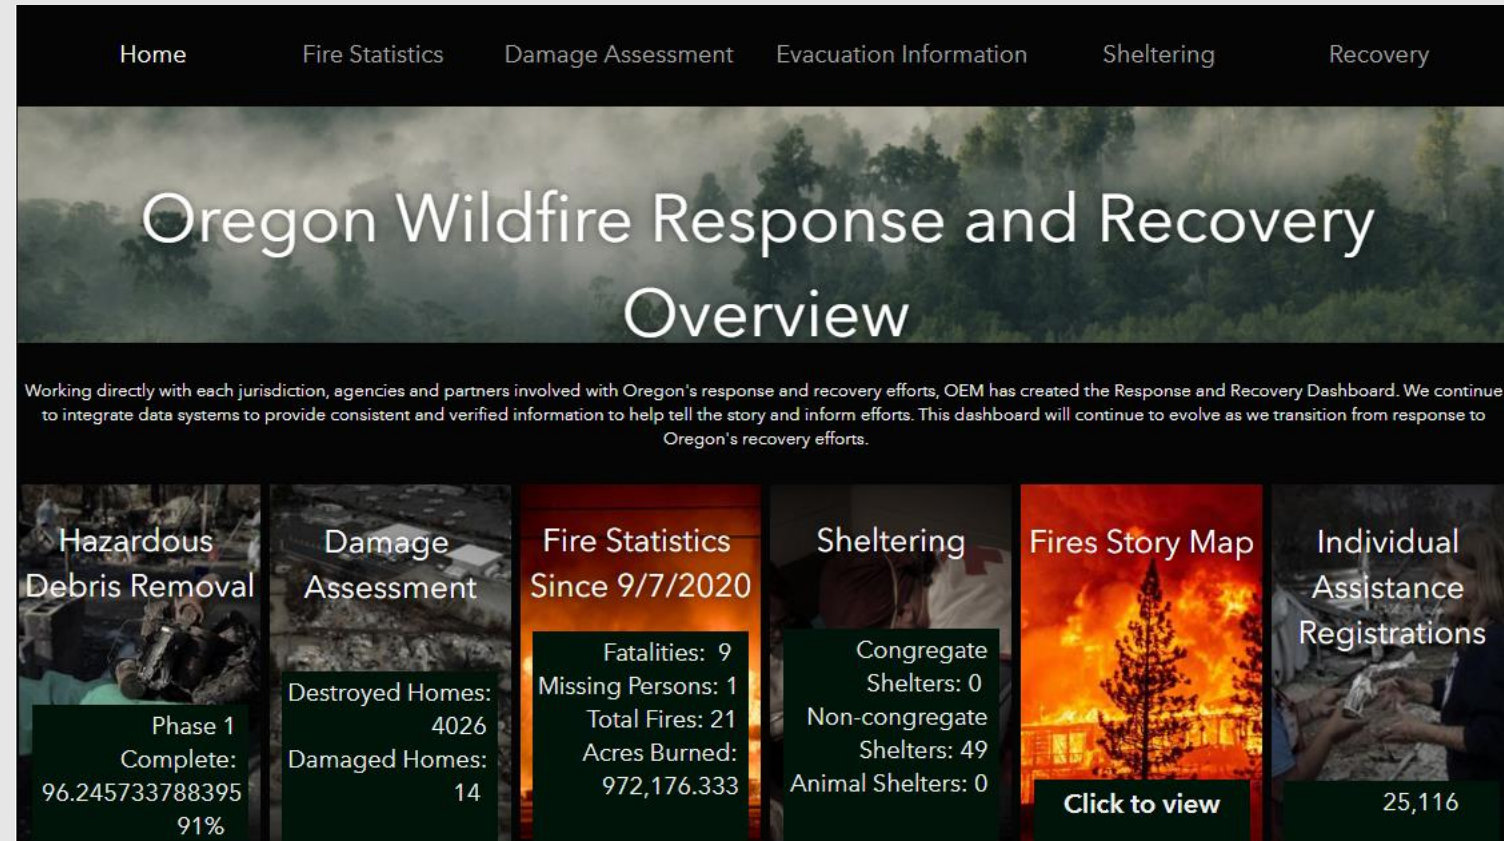 Home
Fire Statistics
Damage Assessment
Evacuation Information
Sheltering
Recovery
Oregon Wildfire Response and Recovery
Overview
Working directly with each jurisdiction, agencies and partners involved with Oregon's response and recovery efforts, OEM has created the Response and Recovery Dashboard. We continue
to integrate data systems to provide consistent and verified information to help tell the story and inform efforts. This dashboard will continue to evolve as we transition from response to
Oregon's recovery efforts.
Hazardous
Debris Removal
Phase 1
Complete:
96.245733788395
91%
Damage
Assessment
Destroyed Homes:
4026
Damaged Homes:
14
Fire Statistics
Since 9/7/2020
Fatalities: 9
Missing Persons: 1
Total Fires: 21
Acres Burned:
972,176.333
Sheltering
Congregate
Shelters: 0
Non-congregate
Shelters: 49
Animal Shelters: 0
Fires Story Map
Click to view
Individual
Assistance
Registrations
25,116